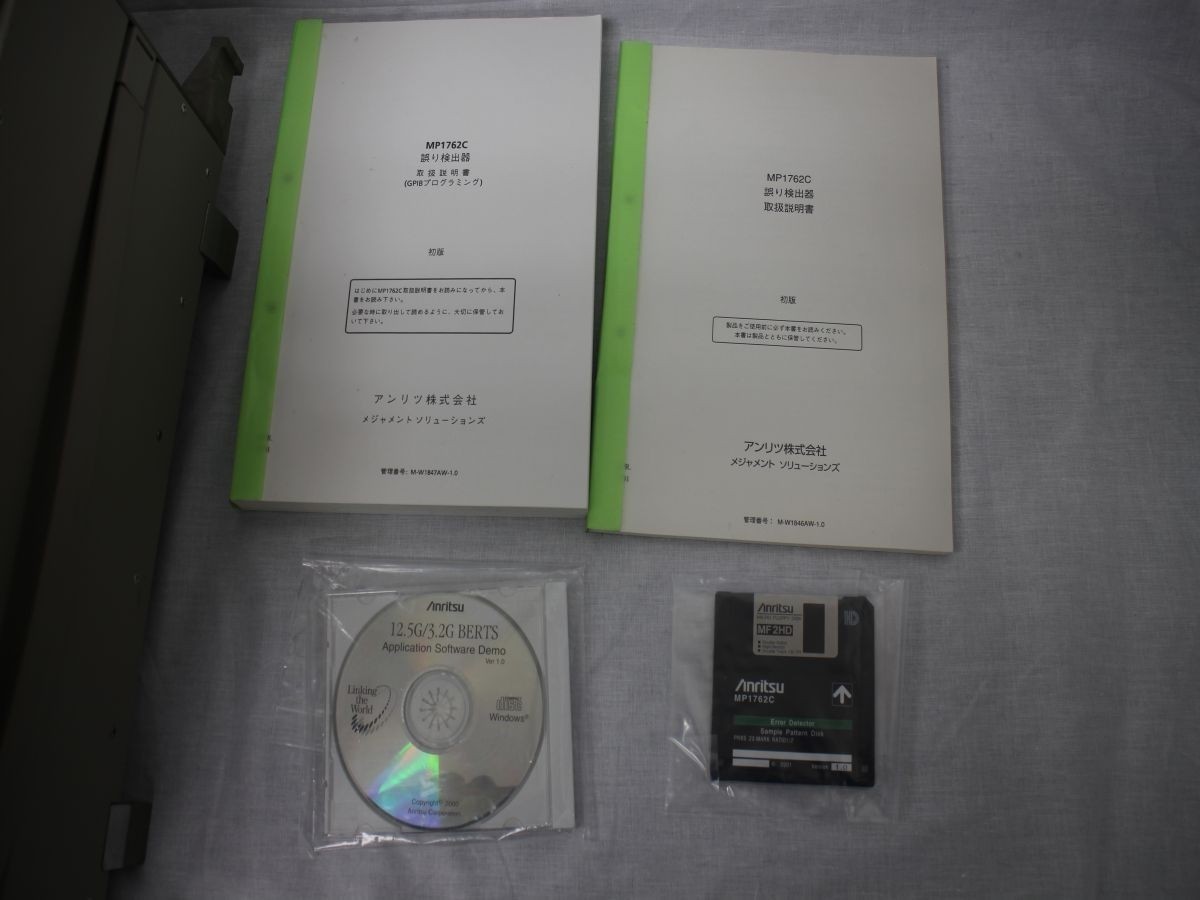 MP1762C
誤り検出器
取扱説明書
(GPIBプログラミング)
初版
はじめにMP1762C取扱説明書をお読みになってから、本
書をお読み下さい。
必要な時に取り出して読めるように、大切に保管してお
いて下さい。
アンリツ株式会社
メジャメント ソリューションズ
管理番号: M-W1847AW-1.0
MP1762C
誤り検出器
取扱説明書
初版
製品をご使用前に必ず本書をお読みください。
本書は製品とともに保管してください。
アンリツ株式会社
メジャメント ソリューションズ
管理番号: M-W1846AW-1.0
Anritsu
12.5G/3.2G BERTS
Application Software Demo
Ver 1.0
Linking
the
World
Windows®
Copyright© 2000
Anritsu Corporation
Anritsu
MICRO FLOPPY DISK
MF2HD
HD
Anritsu
MP1762C
Error Detector
Sample Pattern Disk
© 2001
Version 1.0